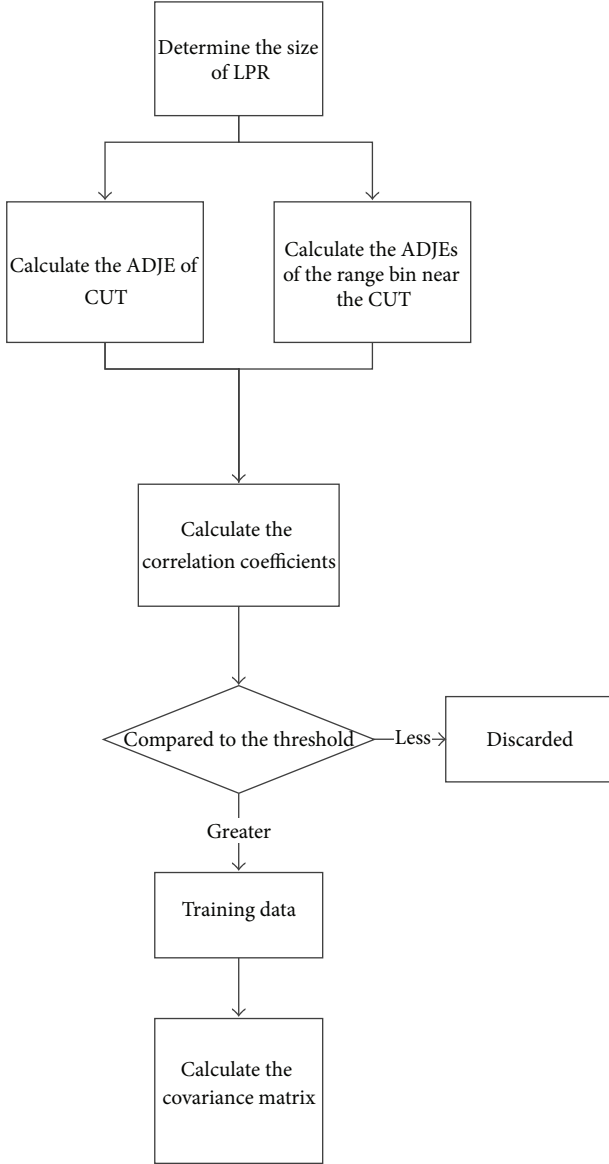 Determine the size
of LPR
Calculate the ADJE of
CUT
Calculate the ADJEs
of the range bin near
the CUT
Calculate the
correlation coefficients
Compared to the threshold
Less
Discarded
Greater
Training data
Calculate the
covariance matrix